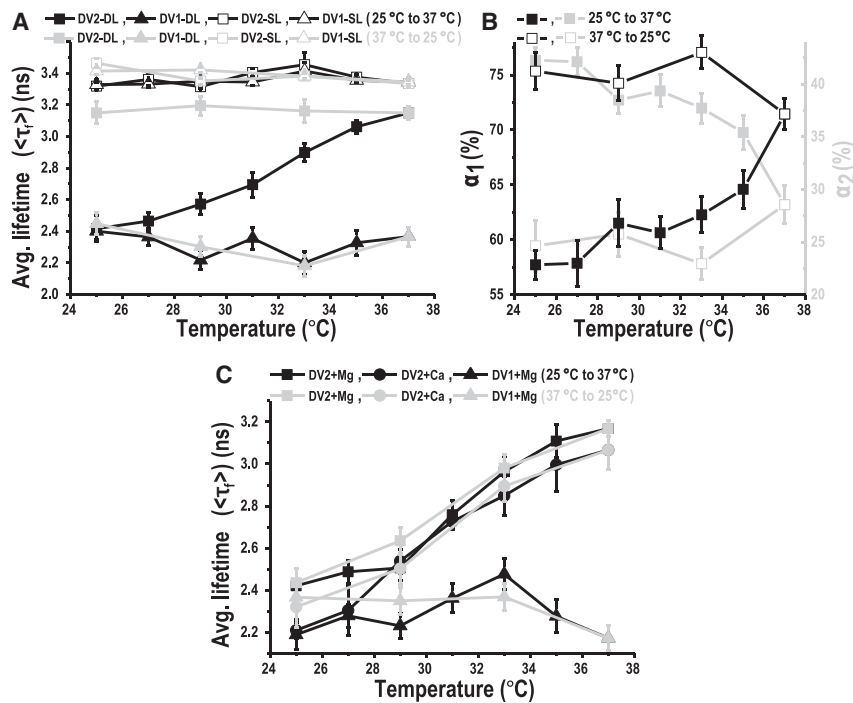 A
DV2-DL , DV1-DL , DV2-SL , DV1-SL (25 °C to 37 °C)
DV2-DL , DV1-DL , DV2-SL , DV1-SL (37 °C to 25°C)
Avg. lifetime (<τf>) (ns)
3.4
3.2
3.0
2.8
2.6
2.4
2.2
2.0
24 26 28 30 32 34 36 38
Temperature (°C)
B
, 25 °C to 37 °C
, 37 °C to 25°C
α1 (%)
75
70
65
60
55
α2 (%)
40
35
30
25
20
24 26 28 30 32 34 36 38
Temperature (°C)
C
DV2+Mg , DV2+Ca , DV1+Mg (25°C to 37°C)
DV2+Mg , DV2+Ca , DV1+Mg (37°C to 25°C)
Avg. lifetime (<τf>) (ns)
3.2
3.0
2.8
2.6
2.4
2.2
24 26 28 30 32 34 36 38
Temperature (°C)